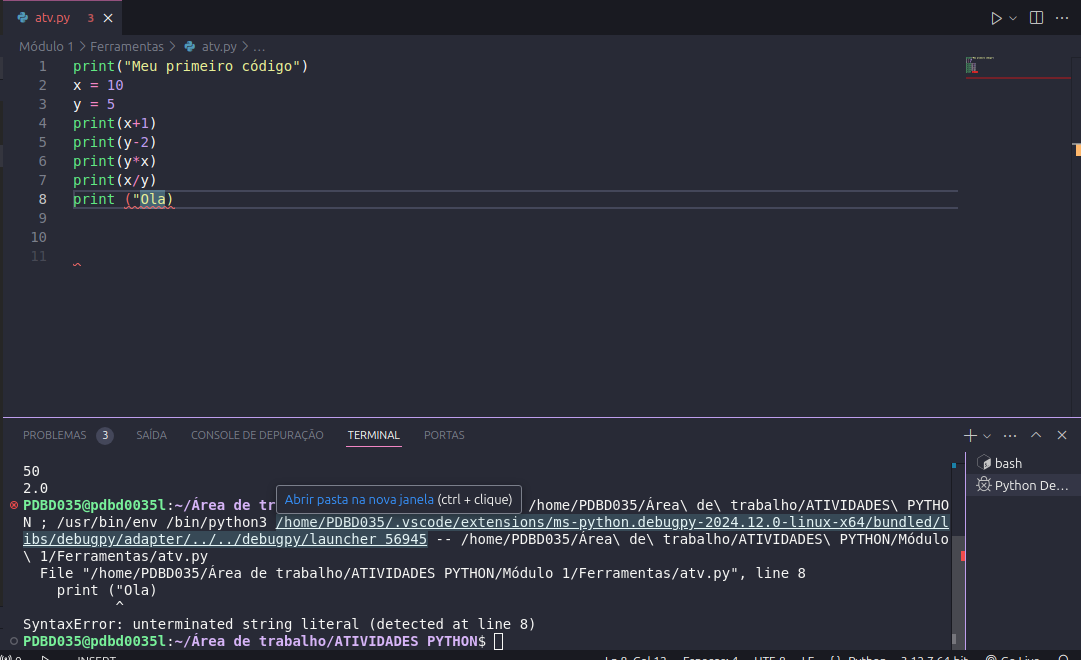 atv.py 3
Módulo 1 > Ferramentas > atv.py > ...
1 print("Meu primeiro código")
2 x = 10
3 y = 5
4 print(x+1)
5 print(y-2)
6 print(y*x)
7 print(x/y)
8 print ("Ola)
9
10
11
PROBLEMAS 3 SAÍDA CONSOLE DE DEPURAÇÃO TERMINAL PORTAS
bash
Python De...
50
2.0
Abrir pasta na nova janela (ctrl + clique)
PDBD035@pdbd0035l:~/Área de tr /home/PDBD035/Área\ de\ trabalho/ATIVIDADES\ PYTHO
N ; /usr/bin/env /bin/python3 /home/PDBD035/.vscode/extensions/ms-python.debugpy-2024.12.0-linux-x64/bundled/l
ibs/debugpy/adapter/../../debugpy/launcher 56945 -- /home/PDBD035/Área\ de\ trabalho/ATIVIDADES\ PYTHON/Módulo
\ 1/Ferramentas/atv.py
File "/home/PDBD035/Área de trabalho/ATIVIDADES PYTHON/Módulo 1/Ferramentas/atv.py", line 8
print ("Ola)
^
SyntaxError: unterminated string literal (detected at line 8)
PDBD035@pdbd0035l:~/Área de trabalho/ATIVIDADES PYTHON$